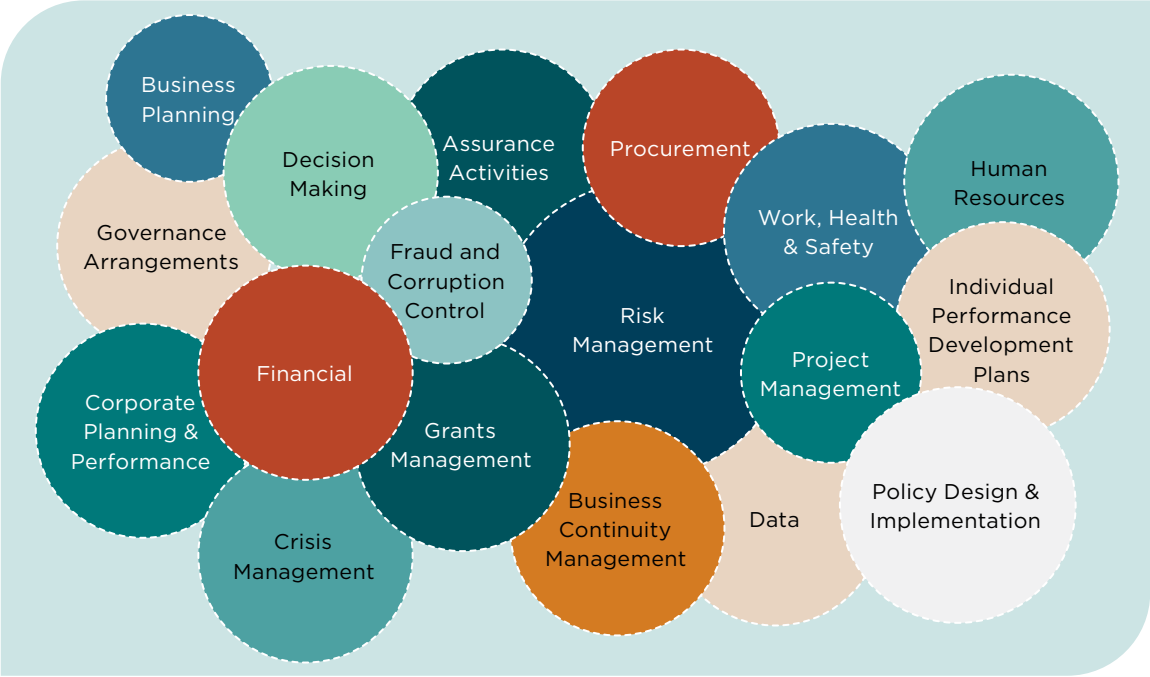 Business
Planning
Decision
Making
Assurance
Activities
Procurement
Human
Resources
Work, Health
& Safety
Governance
Arrangements
Fraud and
Corruption
Control
Risk
Management
Individual
Performance
Development
Plans
Project
Management
Financial
Corporate
Planning &
Performance
Grants
Management
Business
Continuity
Management
Data
Policy Design &
Implementation
Crisis
Management